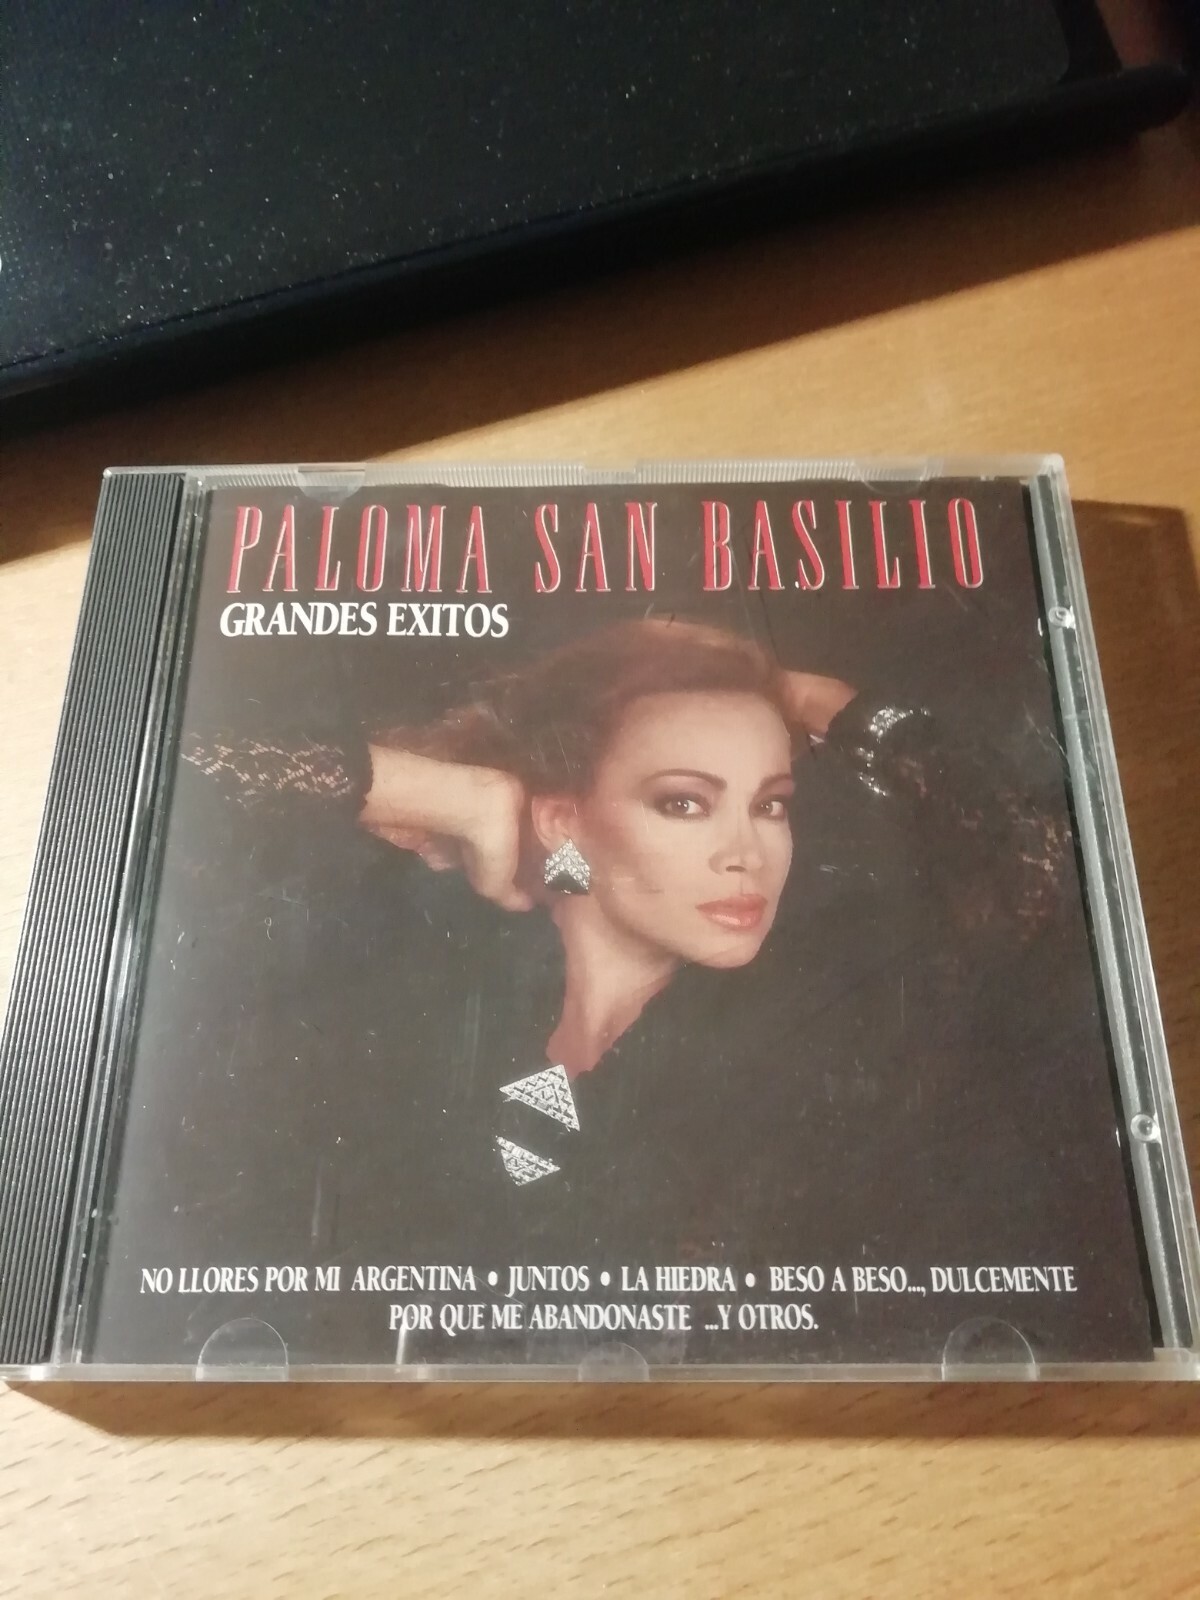 PALOMA SAN BASILIO
GRANDES EXITOS
NO LLORES POR MI ARGENTINA • JUNTOS • LA HIEDRA • BESO A BESO..., DULCEMENTE
POR QUE ME ABANDONASTE ...Y OTROS.